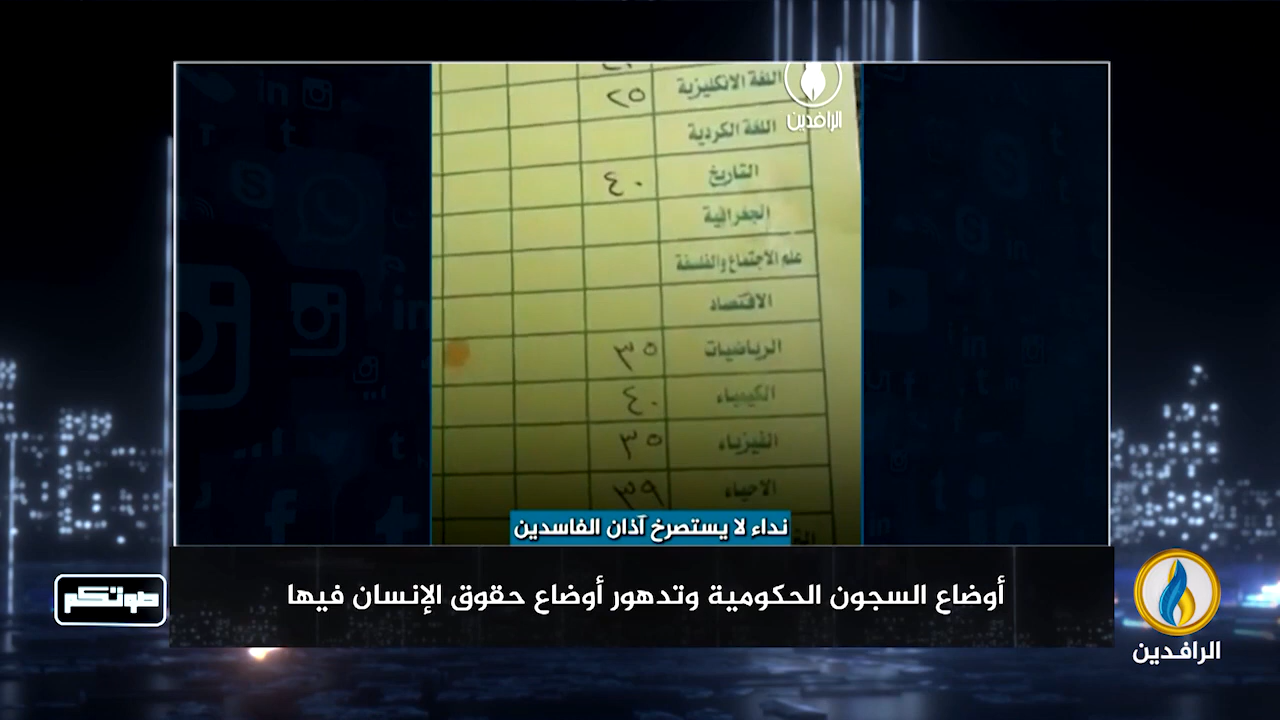 اللغة الانكليزية ٢٥
الرافدين
اللغة الكردية
التاريخ ٤٠
الجغرافية
علم الاجتماع والفلسفة
الاقتصاد
الرياضيات ٣٥
الكيمياء ٤٠
الفيزياء ٣٥
الاحياء ٣٩
نداء لا يستصرخ آذان الفاسدين
أوضاع السجون الحكومية وتدهور أوضاع حقوق الإنسان فيها
صوتكم
الرافدين